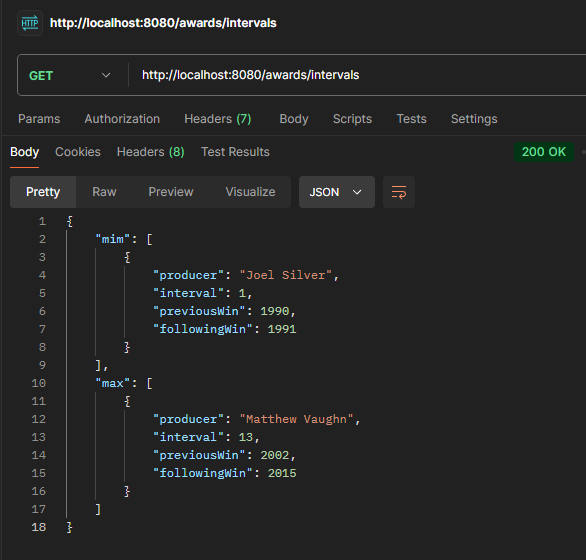 HTTP http://localhost:8080/awards/intervals
GET http://localhost:8080/awards/intervals
Params Authorization Headers (7) Body Scripts Tests Settings
Body Cookies Headers (8) Test Results 200 OK
Pretty Raw Preview Visualize JSON
1 {
2 "mim": [
3 {
4 "producer": "Joel Silver",
5 "interval": 1,
6 "previousWin": 1990,
7 "followingWin": 1991
8 }
9 ],
10 "max": [
11 {
12 "producer": "Matthew Vaughn",
13 "interval": 13,
14 "previousWin": 2002,
15 "followingWin": 2015
16 }
17 ]
18 }